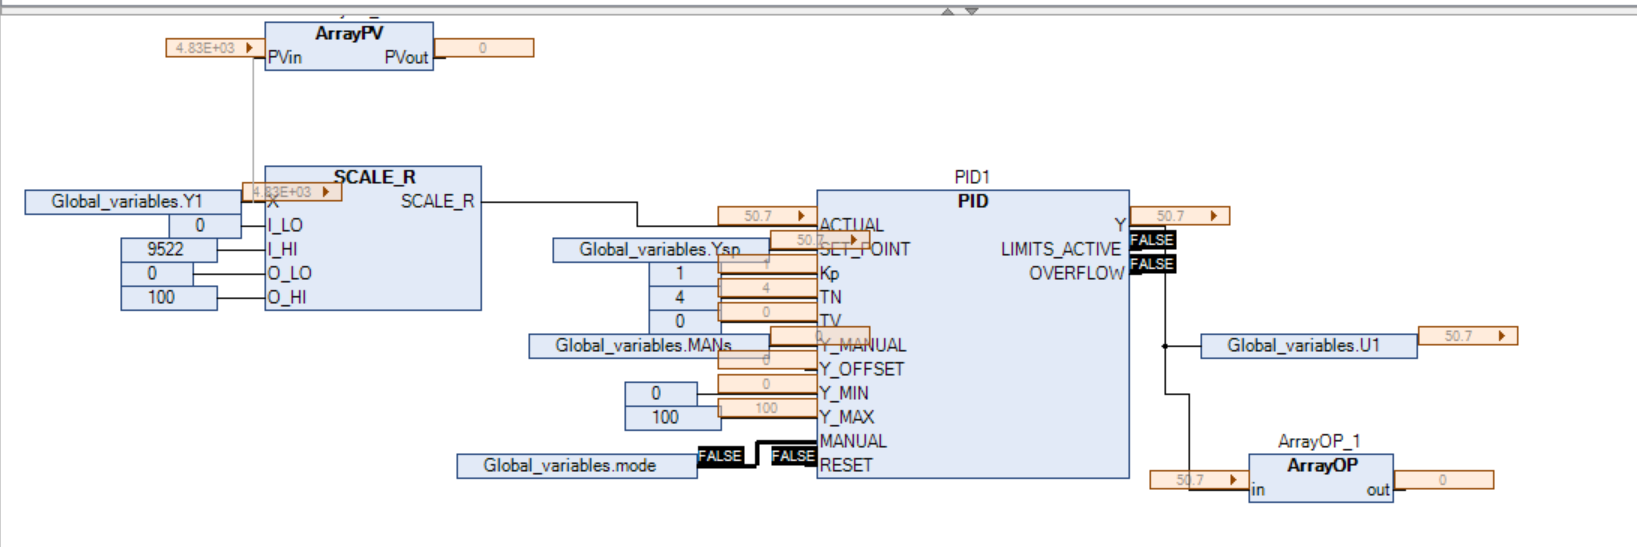 ArrayPV
4.83E+03
0
PVin
PVout
SCALE_R
Global_variables.Y1
4.83E+03
X
SCALE_R
0
I_LO
9522
I_HI
0
O_LO
100
O_HI
PID1
PID
50.7
50.7
ACTUAL
Y
Global_variables.Ysp
50.7
SET_POINT
LIMITS_ACTIVE
FALSE
1
1
Kp
OVERFLOW
FALSE
4
4
TN
0
0
TV
Global_variables.MANs
0
Y_MANUAL
Global_variables.U1
50.7
0
Y_OFFSET
0
0
Y_MIN
100
100
Y_MAX
MANUAL
ArrayOP_1
Global_variables.mode
FALSE
FALSE
RESET
ArrayOP
50.7
0
in
out